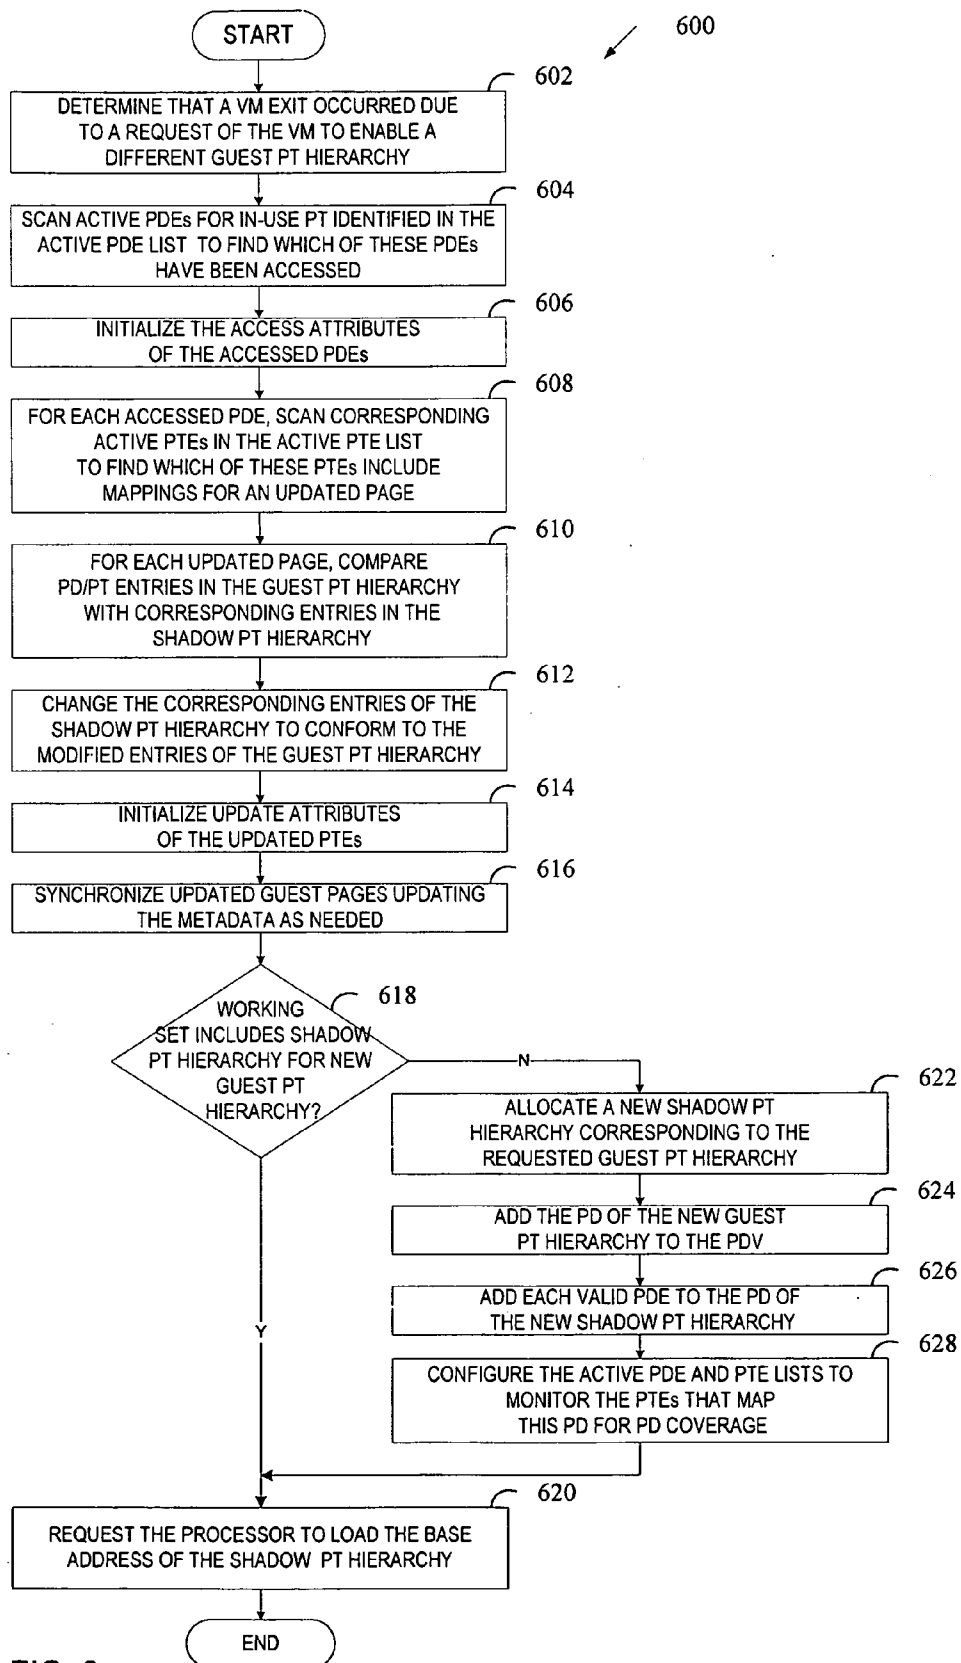 START
600
602
DETERMINE THAT A VM EXIT OCCURRED DUE
TO A REQUEST OF THE VM TO ENABLE A
DIFFERENT GUEST PT HIERARCHY
604
SCAN ACTIVE PDEs FOR IN-USE PT IDENTIFIED IN THE
ACTIVE PDE LIST TO FIND WHICH OF THESE PDEs
HAVE BEEN ACCESSED
606
INITIALIZE THE ACCESS ATTRIBUTES
OF THE ACCESSED PDEs
608
FOR EACH ACCESSED PDE, SCAN CORRESPONDING
ACTIVE PTEs IN THE ACTIVE PTE LIST
TO FIND WHICH OF THESE PTEs INCLUDE
MAPPINGS FOR AN UPDATED PAGE
610
FOR EACH UPDATED PAGE, COMPARE
PD/PT ENTRIES IN THE GUEST PT HIERARCHY
WITH CORRESPONDING ENTRIES IN THE
SHADOW PT HIERARCHY
612
CHANGE THE CORRESPONDING ENTRIES OF THE
SHADOW PT HIERARCHY TO CONFORM TO THE
MODIFIED ENTRIES OF THE GUEST PT HIERARCHY
614
INITIALIZE UPDATE ATTRIBUTES
OF THE UPDATED PTEs
616
SYNCHRONIZE UPDATED GUEST PAGES UPDATING
THE METADATA AS NEEDED
618
WORKING
SET INCLUDES SHADOW
PT HIERARCHY FOR NEW
GUEST PT
HIERARCHY?
N
622
ALLOCATE A NEW SHADOW PT
HIERARCHY CORRESPONDING TO THE
REQUESTED GUEST PT HIERARCHY
624
ADD THE PD OF THE NEW GUEST
PT HIERARCHY TO THE PDV
626
ADD EACH VALID PDE TO THE PD OF
THE NEW SHADOW PT HIERARCHY
Y
628
CONFIGURE THE ACTIVE PDE AND PTE LISTS TO
MONITOR THE PTEs THAT MAP
THIS PD FOR PD COVERAGE
620
REQUEST THE PROCESSOR TO LOAD THE BASE
ADDRESS OF THE SHADOW PT HIERARCHY
END